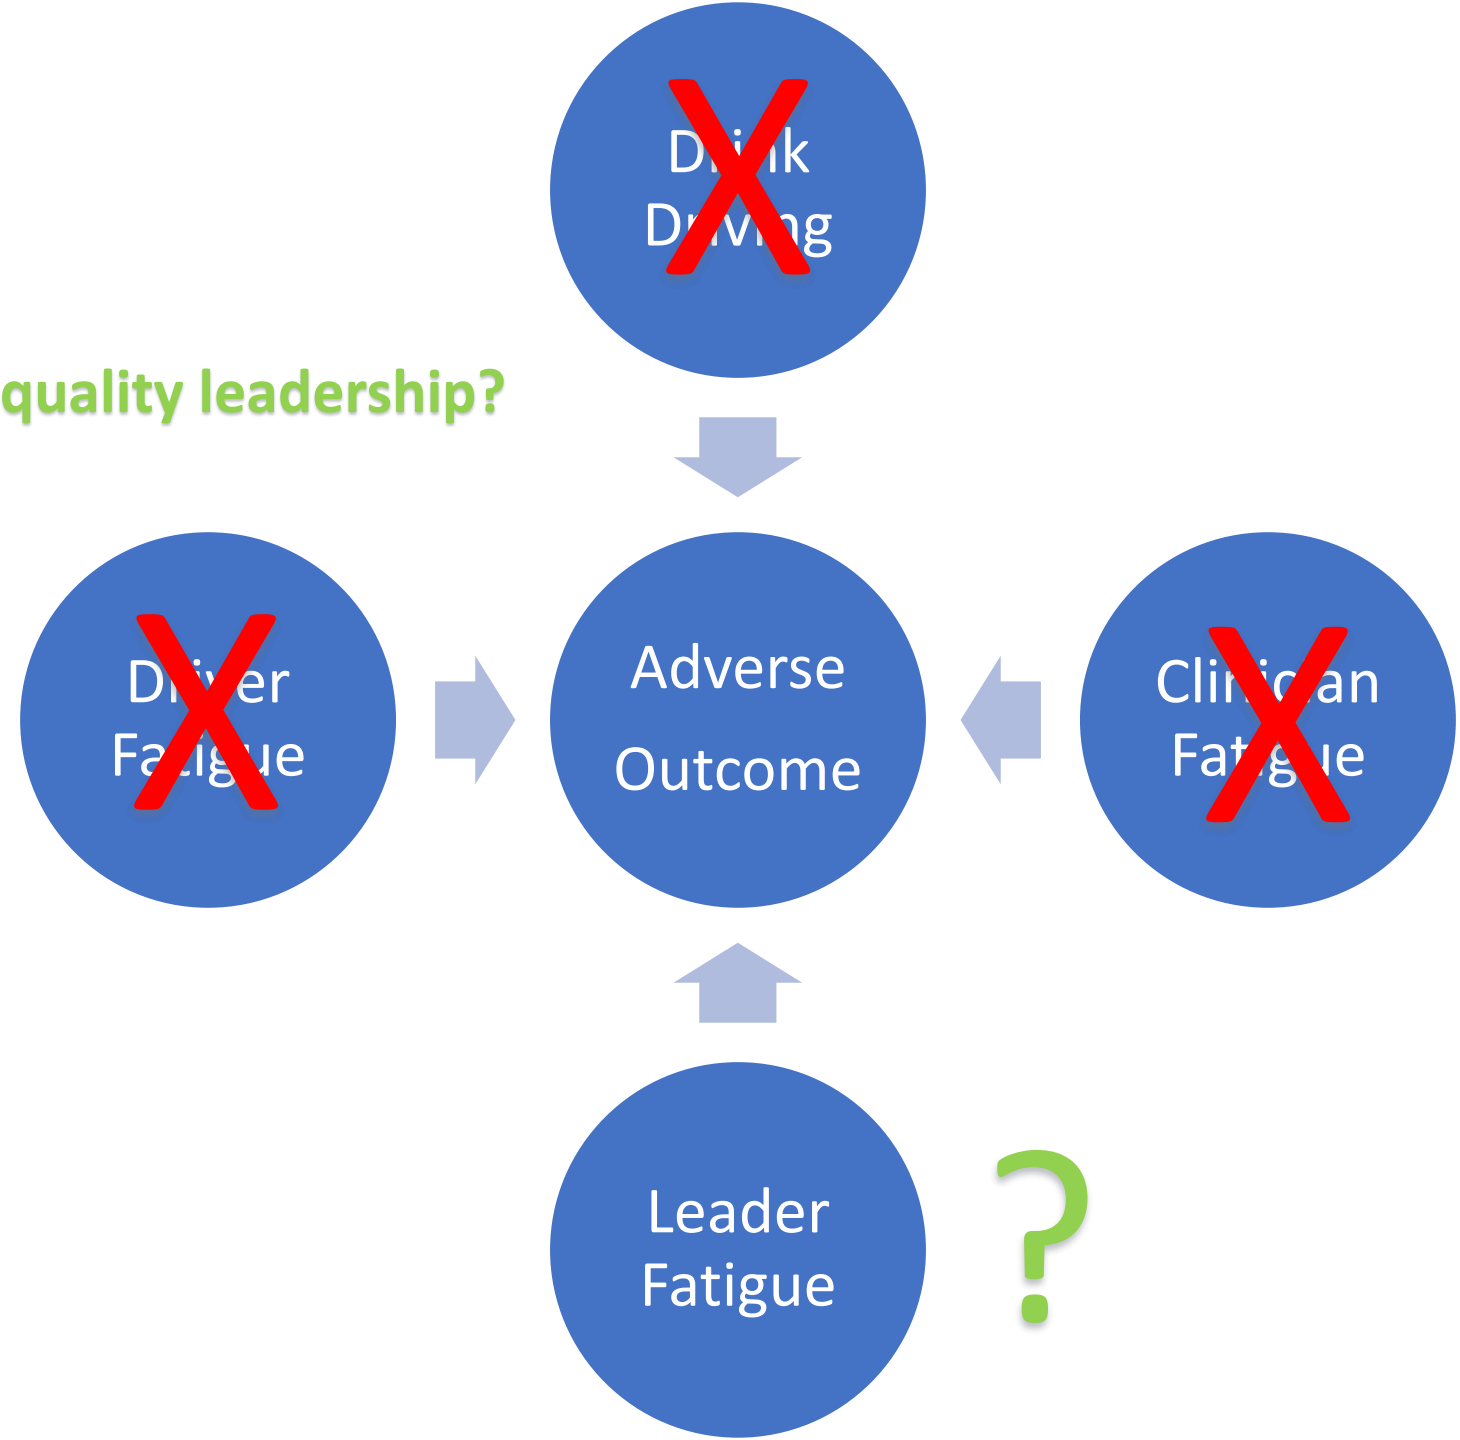 Drink
Driving
quality leadership?
Driver
Fatigue
Adverse
Outcome
Clinician
Fatigue
Leader
Fatigue
?